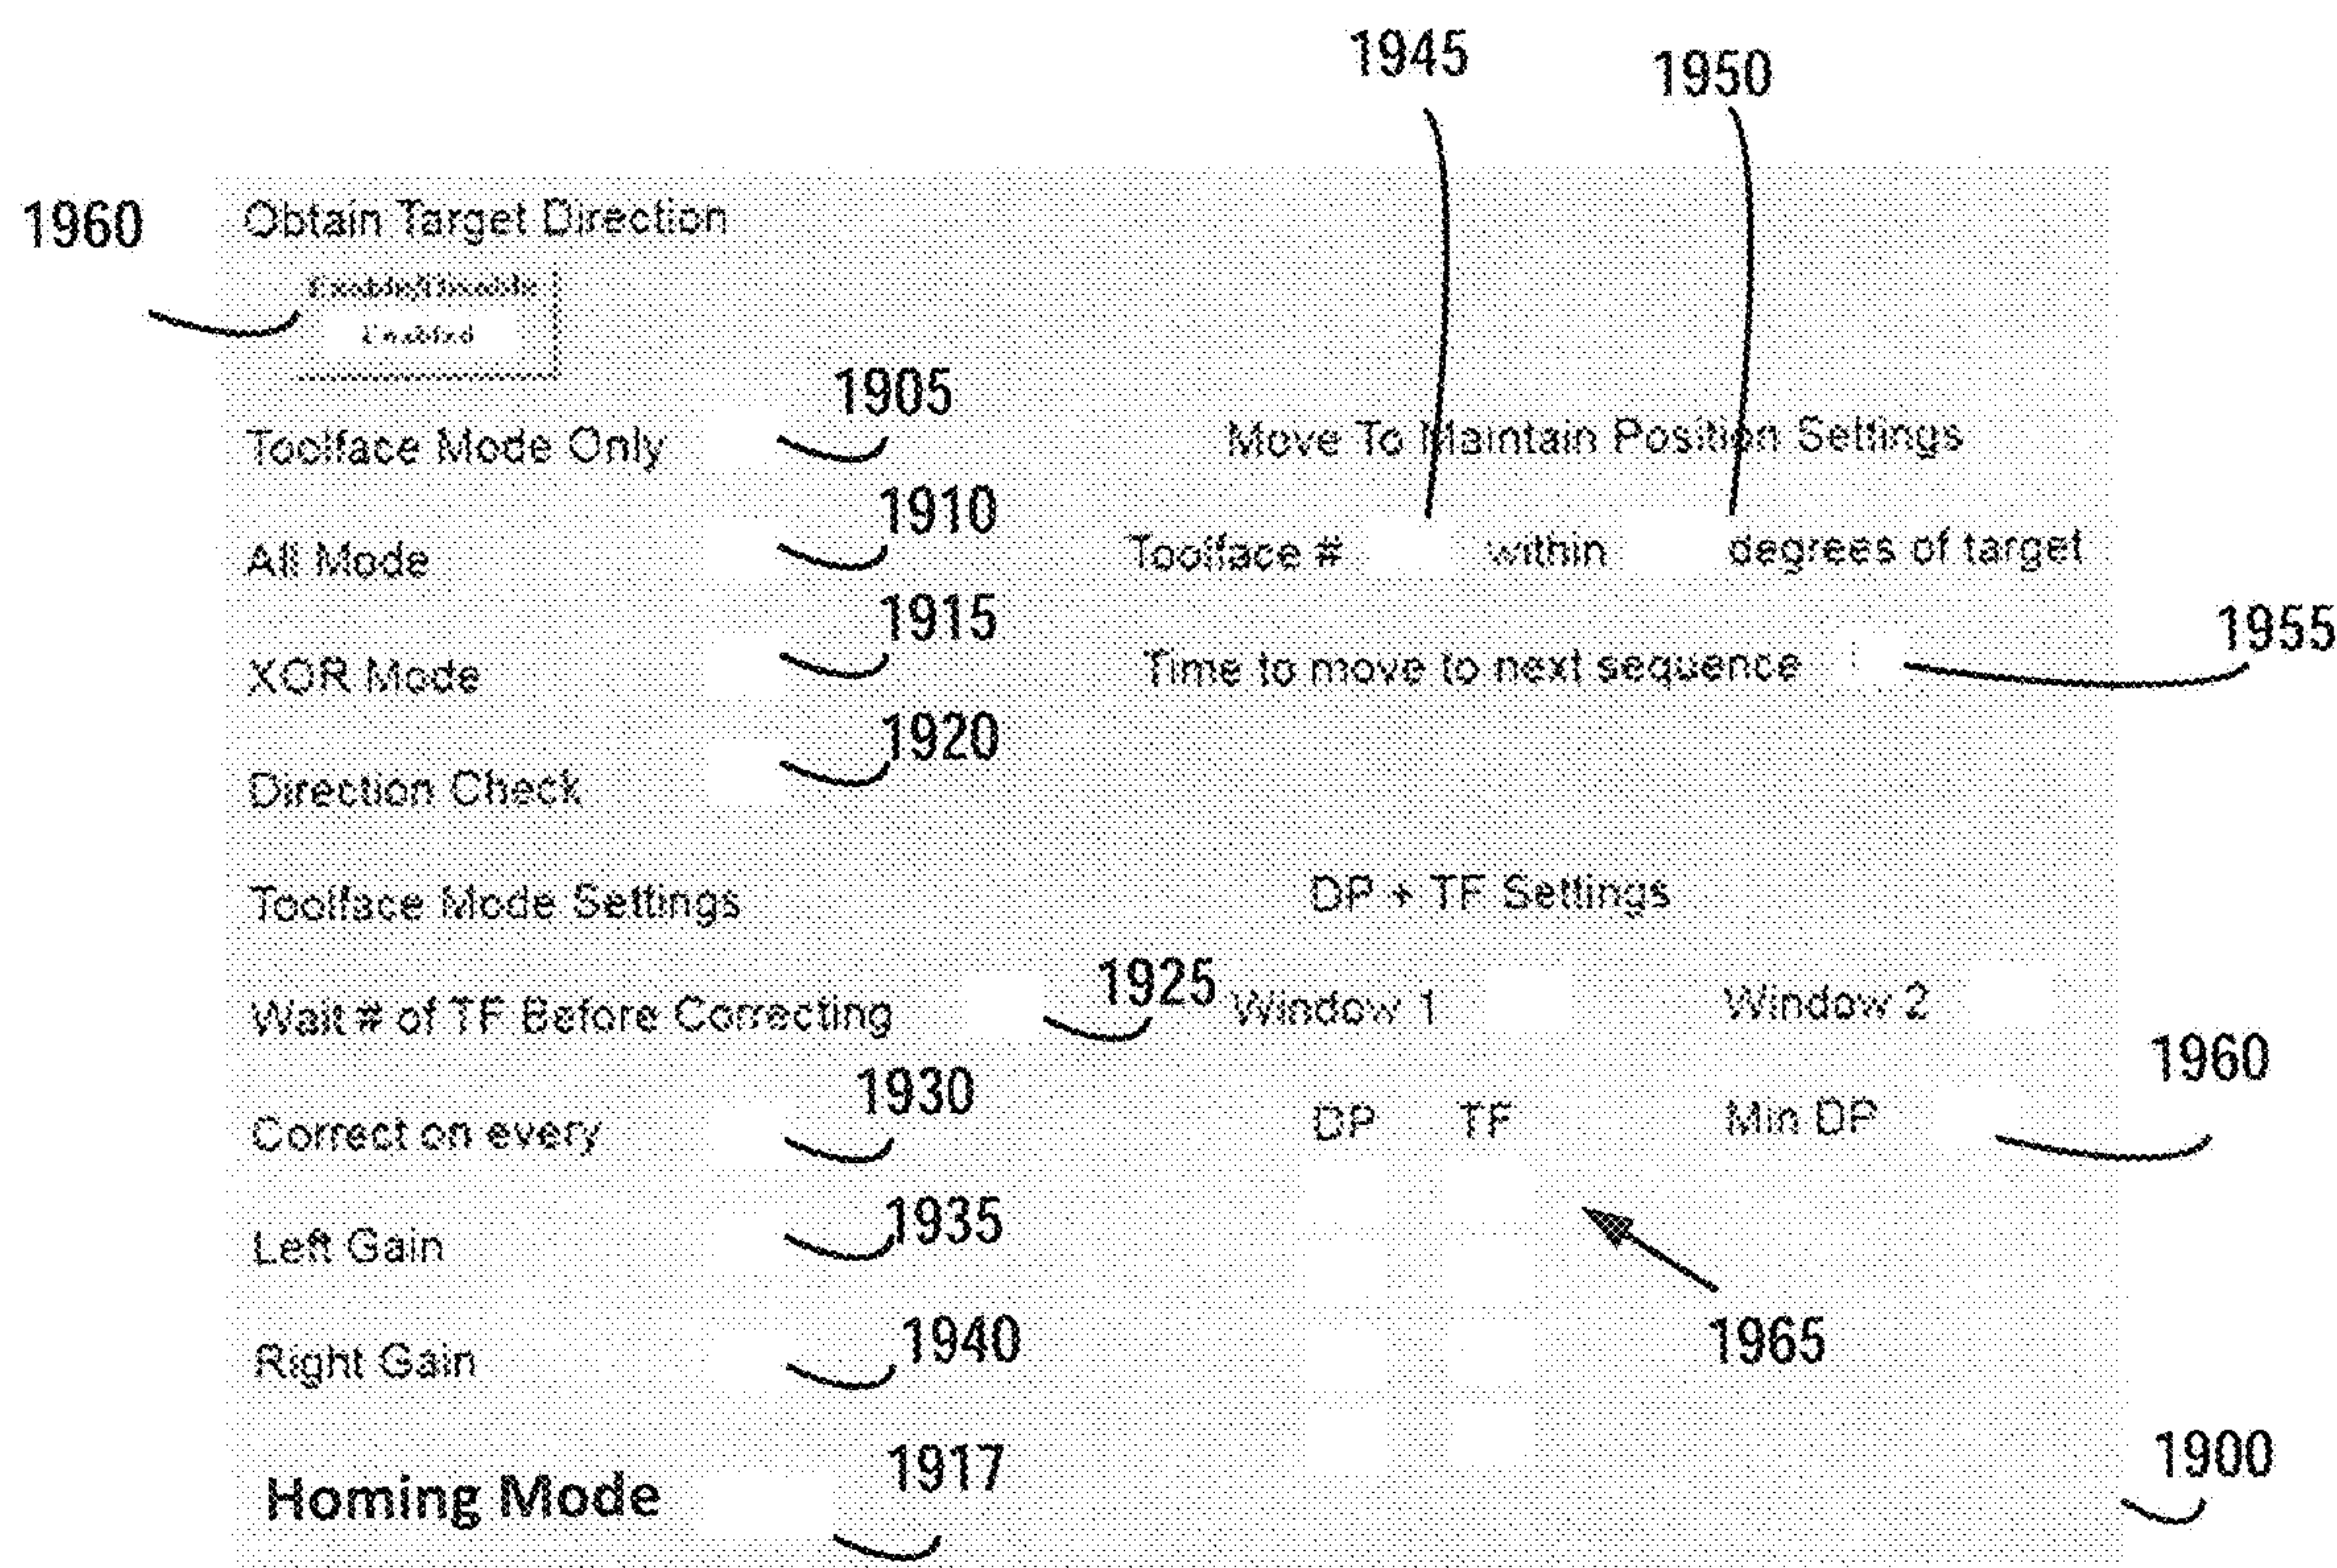 1945
1950
1960
Obtain Target Direction
Enable/Disable
Enabled
1905
Toolface Mode Only
Move To Maintain Position Settings
1910
All Mode
Toolface # within degrees of target
1915
1955
XOR Mode
Time to move to next sequence
1920
Direction Check
Toolface Mode Settings
DP + TF Settings
Wait # of TF Before Correcting
1925
Window 1
Window 2
1960
1930
Correct on every
DP TF
Min DP
1935
Left Gain
1965
1940
Right Gain
1917
1900
Homing Mode